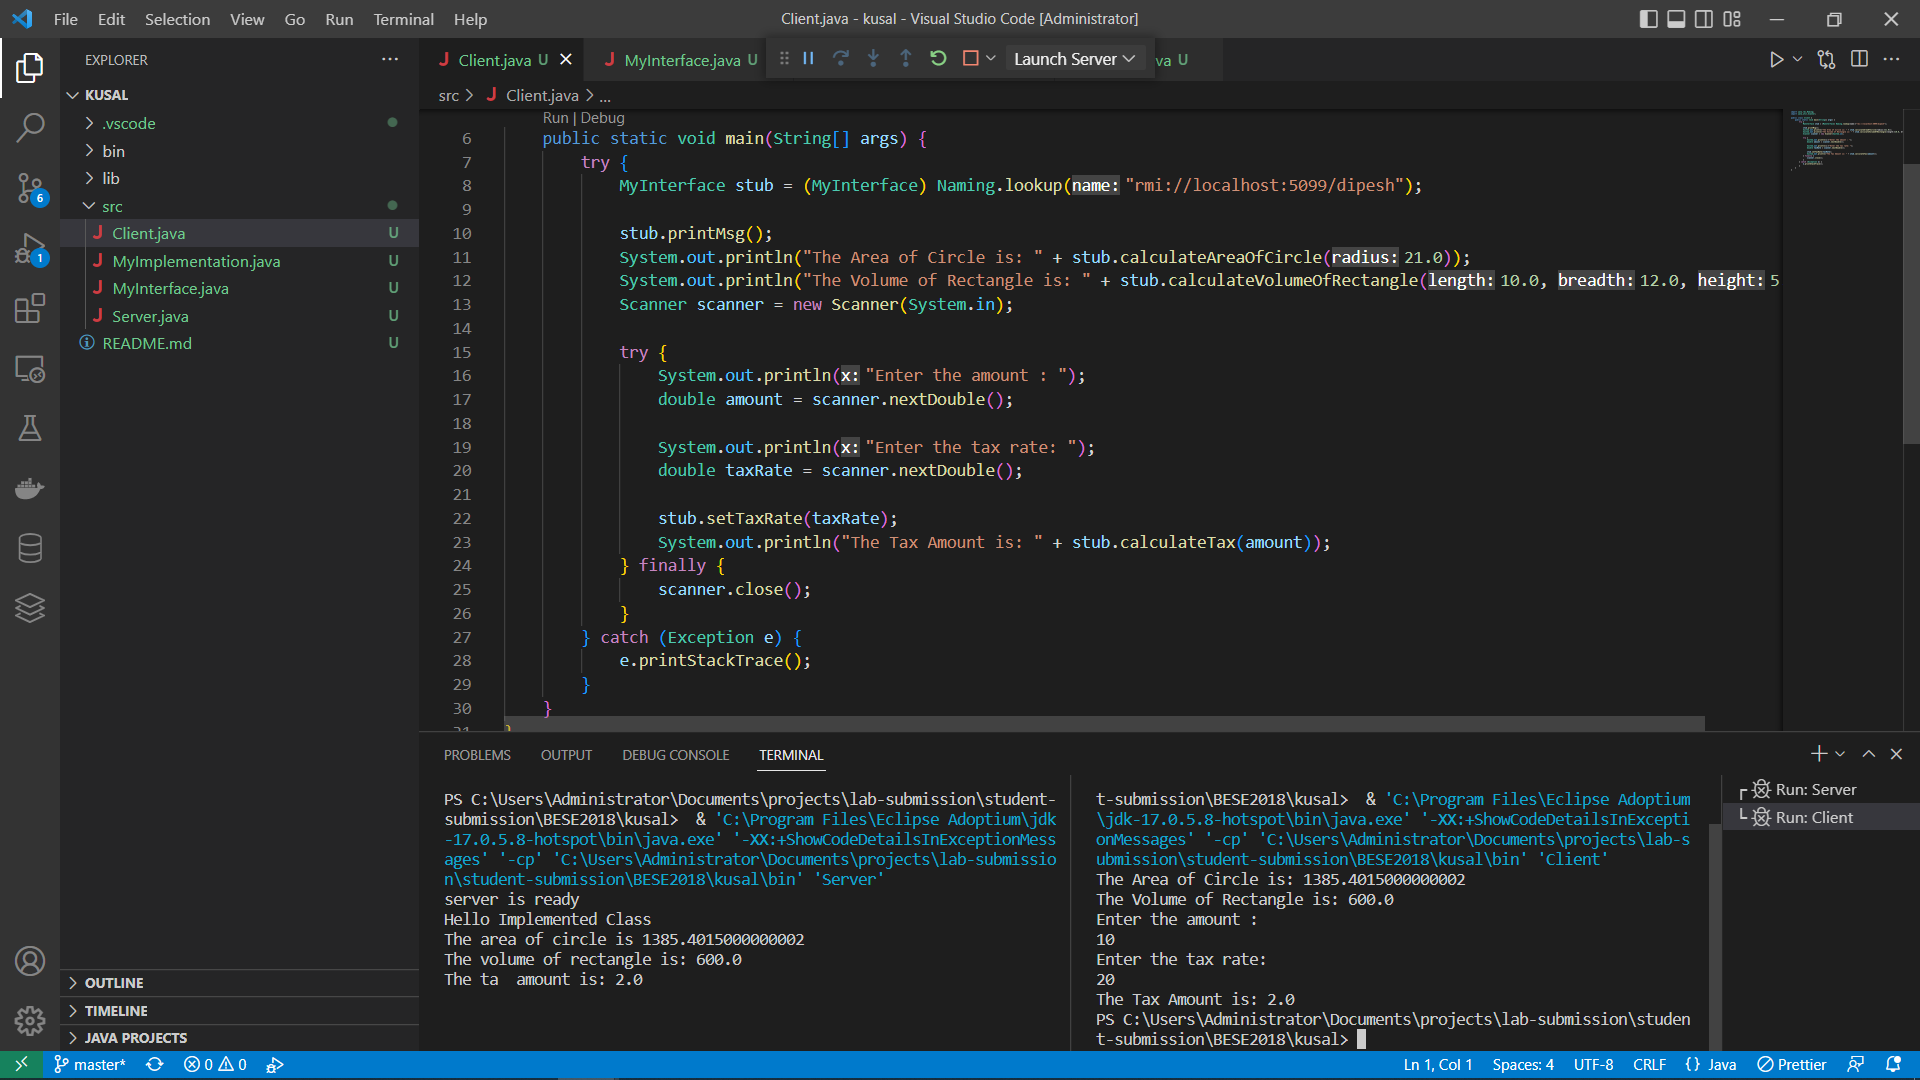 File Edit Selection View Go Run Terminal Help
Client.java - kusal - Visual Studio Code [Administrator]
EXPLORER
KUSAL
.vscode
bin
lib
src
Client.java U
MyImplementation.java U
MyInterface.java U
Server.java U
README.md U
OUTLINE
TIMELINE
JAVA PROJECTS
6
1
Client.java U
MyInterface.java U
Launch Server
va U
src > Client.java > ...
Run | Debug
6 public static void main(String[] args) {
7 try {
8 MyInterface stub = (MyInterface) Naming.lookup(name: "rmi://localhost:5099/dipesh");
9
10 stub.printMsg();
11 System.out.println("The Area of Circle is: " + stub.calculateAreaOfCircle(radius: 21.0));
12 System.out.println("The Volume of Rectangle is: " + stub.calculateVolumeOfRectangle(length: 10.0, breadth: 12.0, height: 5
13 Scanner scanner = new Scanner(System.in);
14
15 try {
16 System.out.println(x: "Enter the amount : ");
17 double amount = scanner.nextDouble();
18
19 System.out.println(x: "Enter the tax rate: ");
20 double taxRate = scanner.nextDouble();
21
22 stub.setTaxRate(taxRate);
23 System.out.println("The Tax Amount is: " + stub.calculateTax(amount));
24 } finally {
25 scanner.close();
26 }
27 } catch (Exception e) {
28 e.printStackTrace();
29 }
30 }
31 }
PROBLEMS OUTPUT DEBUG CONSOLE TERMINAL
PS C:\Users\Administrator\Documents\projects\lab-submission\student-
submission\BESE2018\kusal> & 'C:\Program Files\Eclipse Adoptium\jdk
-17.0.5.8-hotspot\bin\java.exe' '-XX:+ShowCodeDetailsInExceptionMess
ages' '-cp' 'C:\Users\Administrator\Documents\projects\lab-submissio
n\student-submission\BESE2018\kusal\bin' 'Server'
server is ready
Hello Implemented Class
The area of circle is 1385.4015000000002
The volume of rectangle is: 600.0
The ta  amount is: 2.0
t-submission\BESE2018\kusal> & 'C:\Program Files\Eclipse Adoptium
\jdk-17.0.5.8-hotspot\bin\java.exe' '-XX:+ShowCodeDetailsInExcepti
onMessages' '-cp' 'C:\Users\Administrator\Documents\projects\lab-s
ubmission\student-submission\BESE2018\kusal\bin' 'Client'
The Area of Circle is: 1385.4015000000002
The Volume of Rectangle is: 600.0
Enter the amount :
10
Enter the tax rate:
20
The Tax Amount is: 2.0
PS C:\Users\Administrator\Documents\projects\lab-submission\studen
t-submission\BESE2018\kusal>
Run: Server
Run: Client
master* 0 0
Ln 1, Col 1 Spaces: 4 UTF-8 CRLF {} Java Prettier